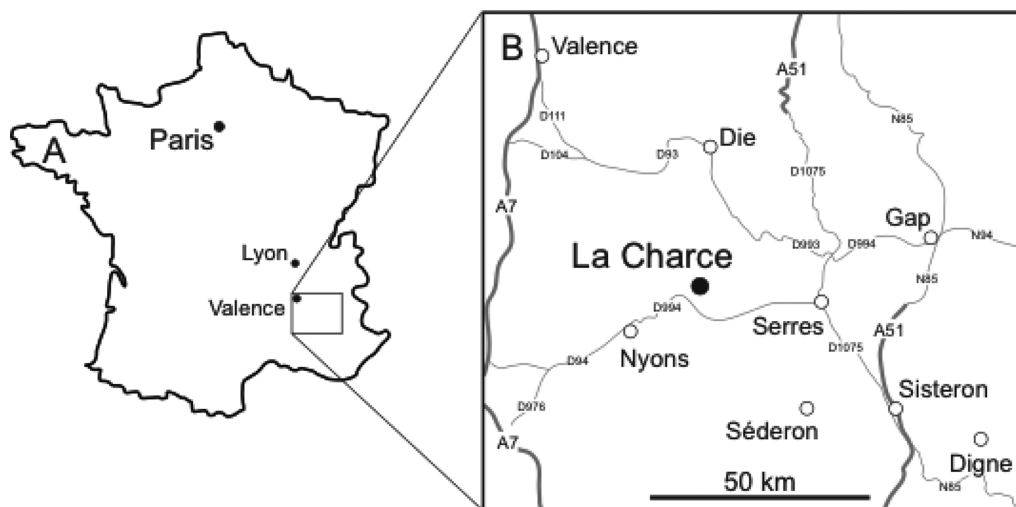 A
Paris
Lyon
Valence
B
Valence
A51
D111
N85
D104
D93
Die
D1075
A7
Gap
D993
D994
N94
La Charce
N85
D994
Serres
A51
D1075
Nyons
D94
Sisteron
D976
Séderon
A7
Digne
N85
50 km